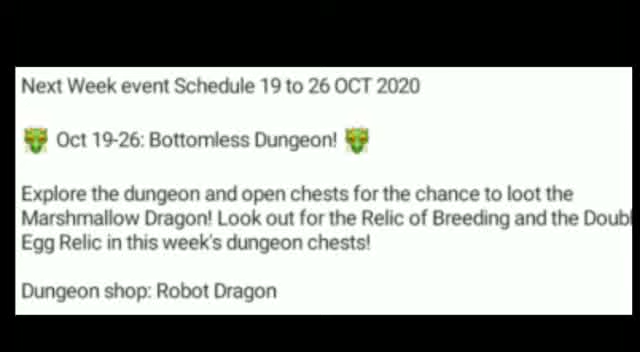 Next Week event Schedule 19 to 26 OCT 2020
Oct 19-26: Bottomless Dungeon!
Explore the dungeon and open chests for the chance to loot the
Marshmallow Dragon! Look out for the Relic of Breeding and the Doubl
Egg Relic in this week's dungeon chests!
Dungeon shop: Robot Dragon